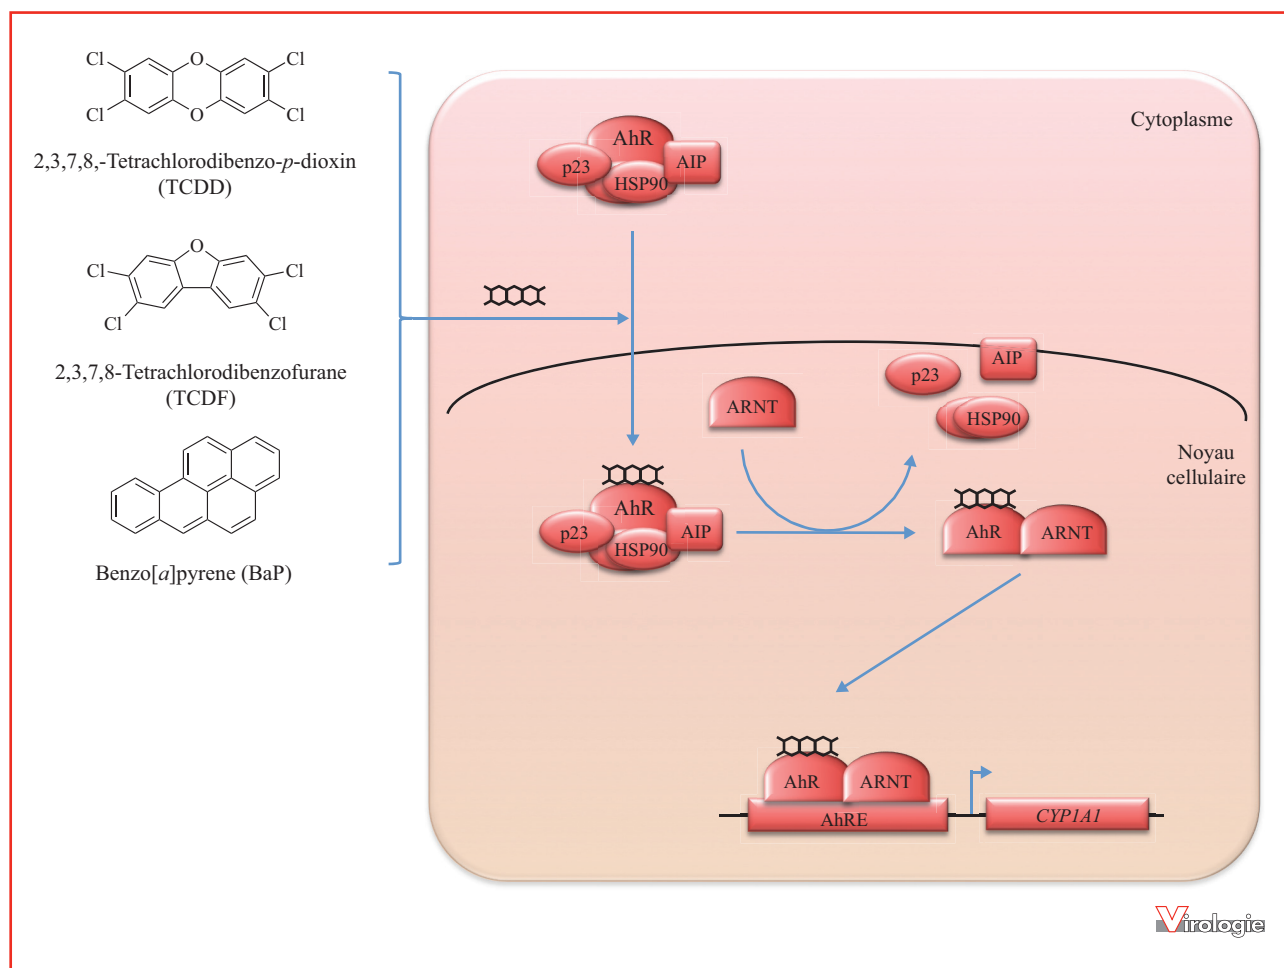 Cl
O
Cl
Cl
O
Cl
2,3,7,8,-Tetrachlorodibenzo-p-dioxin
(TCDD)
O
Cl
Cl
Cl
Cl
2,3,7,8-Tetrachlorodibenzofurane
(TCDF)
Benzo[a]pyrene (BaP)
Cytoplasme
AhR
p23
AIP
HSP90
AIP
p23
ARNT
HSP90
Noyau
cellulaire
AhR
p23
AIP
HSP90
AhR
ARNT
AhR
ARNT
AhRE
CYP1A1
Virologie